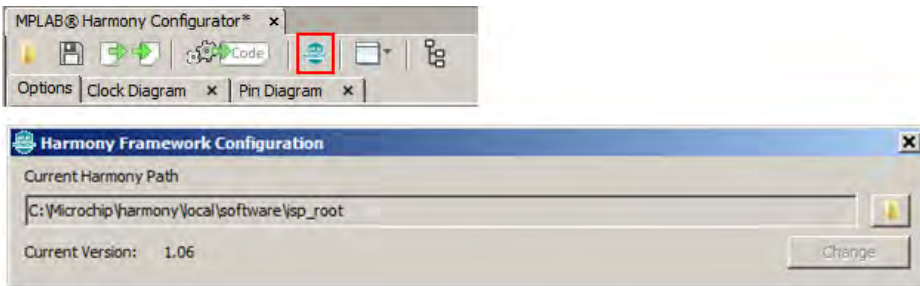 MPLAB® Harmony Configurator* ×
Code
Options Clock Diagram × Pin Diagram ×
Harmony Framework Configuration
Current Harmony Path
C:\Microchip\harmony\local\software\isp_root
Current Version: 1.06
Change